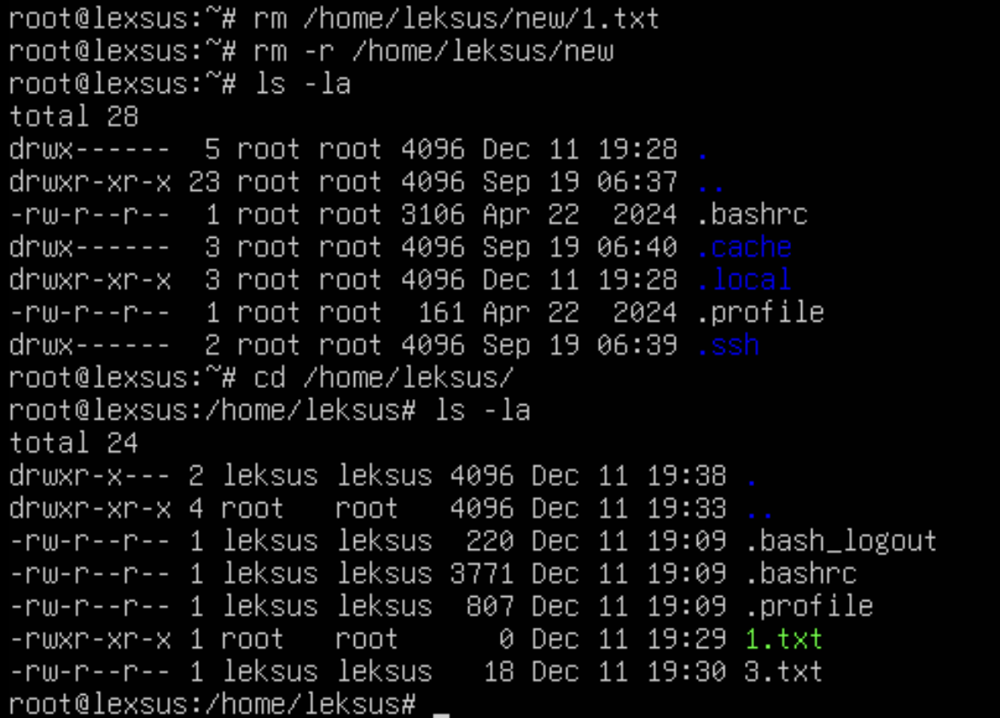 root@lexsus:~# rm /home/leksus/new/1.txt
root@lexsus:~# rm -r /home/leksus/new
root@lexsus:~# ls -la
total 28
drwx------  5 root root 4096 Dec 11 19:28 .
drwxr-xr-x 23 root root 4096 Sep 19 06:37 ..
-rw-r--r--  1 root root 3106 Apr 22  2024 .bashrc
drwx------  3 root root 4096 Sep 19 06:40 .cache
drwxr-xr-x  3 root root 4096 Dec 11 19:28 .local
-rw-r--r--  1 root root  161 Apr 22  2024 .profile
drwx------  2 root root 4096 Sep 19 06:39 .ssh
root@lexsus:~# cd /home/leksus/
root@lexsus:/home/leksus# ls -la
total 24
drwxr-x--- 2 leksus leksus 4096 Dec 11 19:38 .
drwxr-xr-x 4 root   root   4096 Dec 11 19:33 ..
-rw-r--r-- 1 leksus leksus  220 Dec 11 19:09 .bash_logout
-rw-r--r-- 1 leksus leksus 3771 Dec 11 19:09 .bashrc
-rw-r--r-- 1 leksus leksus  807 Dec 11 19:09 .profile
-rwxr-xr-x 1 root   root      0 Dec 11 19:29 1.txt
-rw-r--r-- 1 leksus leksus   18 Dec 11 19:30 3.txt
root@lexsus:/home/leksus# _